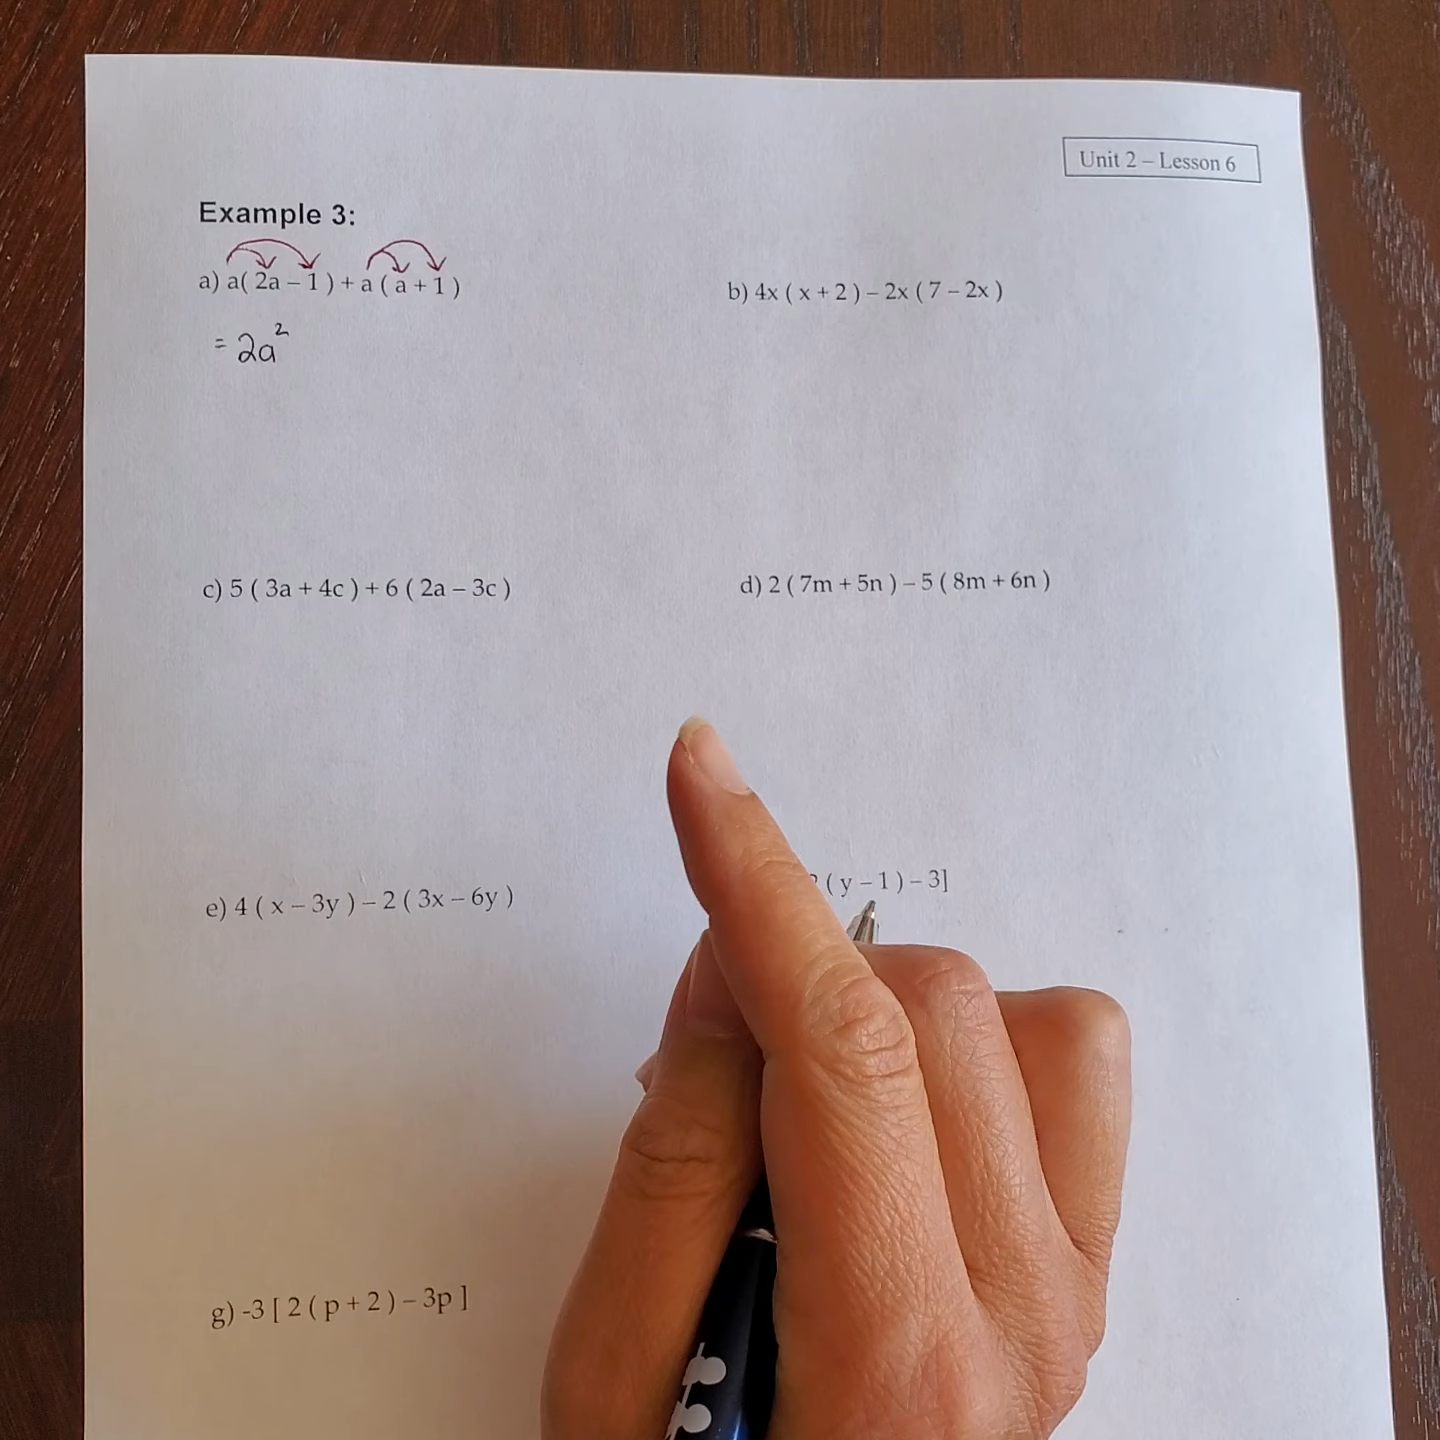 Unit 2 – Lesson 6
Example 3:
a) a( 2a – 1 ) + a ( a + 1 )
= 2a²
b) 4x ( x + 2 ) – 2x ( 7 – 2x )
c) 5 ( 3a + 4c ) + 6 ( 2a – 3c )
d) 2 ( 7m + 5n ) – 5 ( 8m + 6n )
e) 4 ( x – 3y ) – 2 ( 3x – 6y )
( y – 1 ) – 3]
g) -3 [ 2 ( p + 2 ) – 3p ]